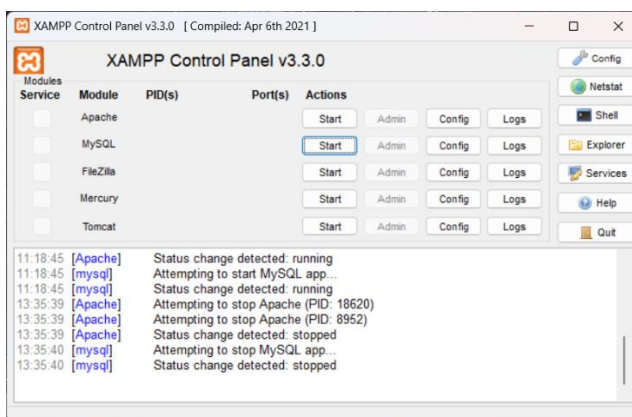 XAMPP Control Panel v3.3.0 [ Compiled: Apr 6th 2021 ]
XAMPP Control Panel v3.3.0
Config
Modules
Service Module PID(s) Port(s) Actions
Netstat
Apache Start Admin Config Logs
Shell
MySQL Start Admin Config Logs
Explorer
FileZilla Start Admin Config Logs
Services
Mercury Start Admin Config Logs
Help
Tomcat Start Admin Config Logs
Quit
11:18:45 [Apache] Status change detected: running
11:18:45 [mysql] Attempting to start MySQL app...
11:18:45 [mysql] Status change detected: running
13:35:39 [Apache] Attempting to stop Apache (PID: 18620)
13:35:39 [Apache] Attempting to stop Apache (PID: 8952)
13:35:39 [Apache] Status change detected: stopped
13:35:40 [mysql] Attempting to stop MySQL app...
13:35:40 [mysql] Status change detected: stopped